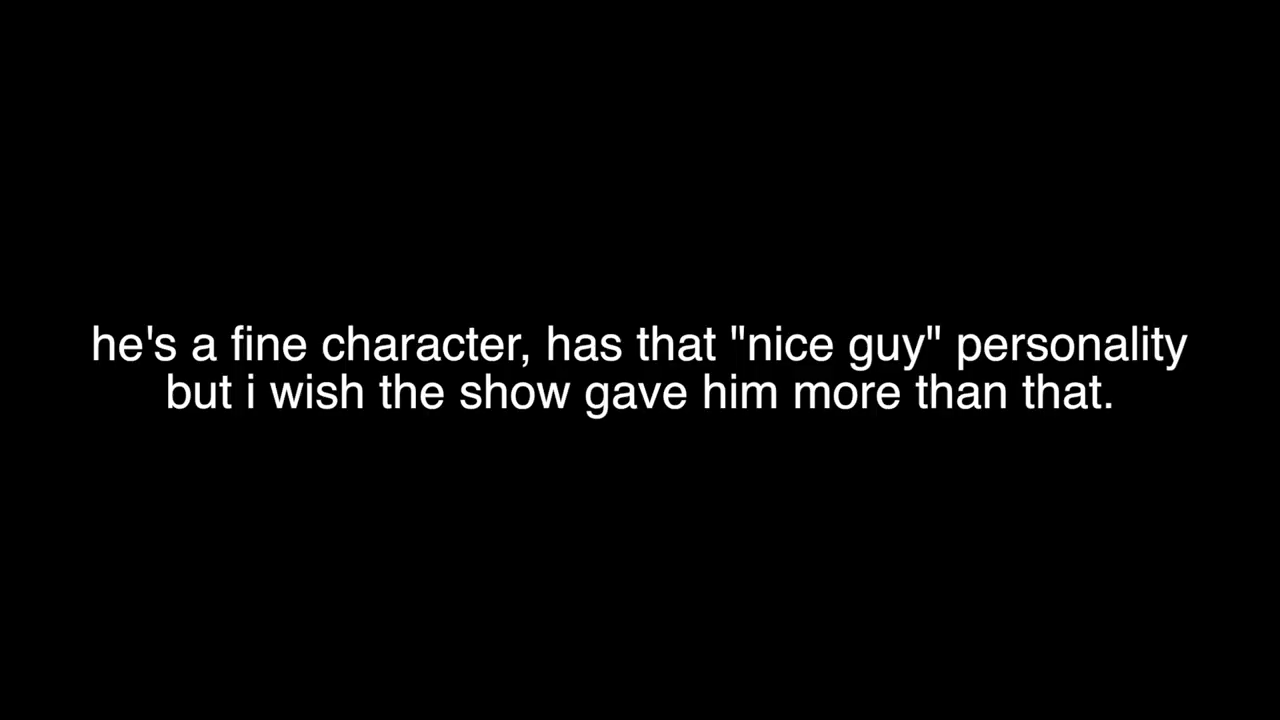 he's a fine character, has that "nice guy" personality
but i wish the show gave him more than that.